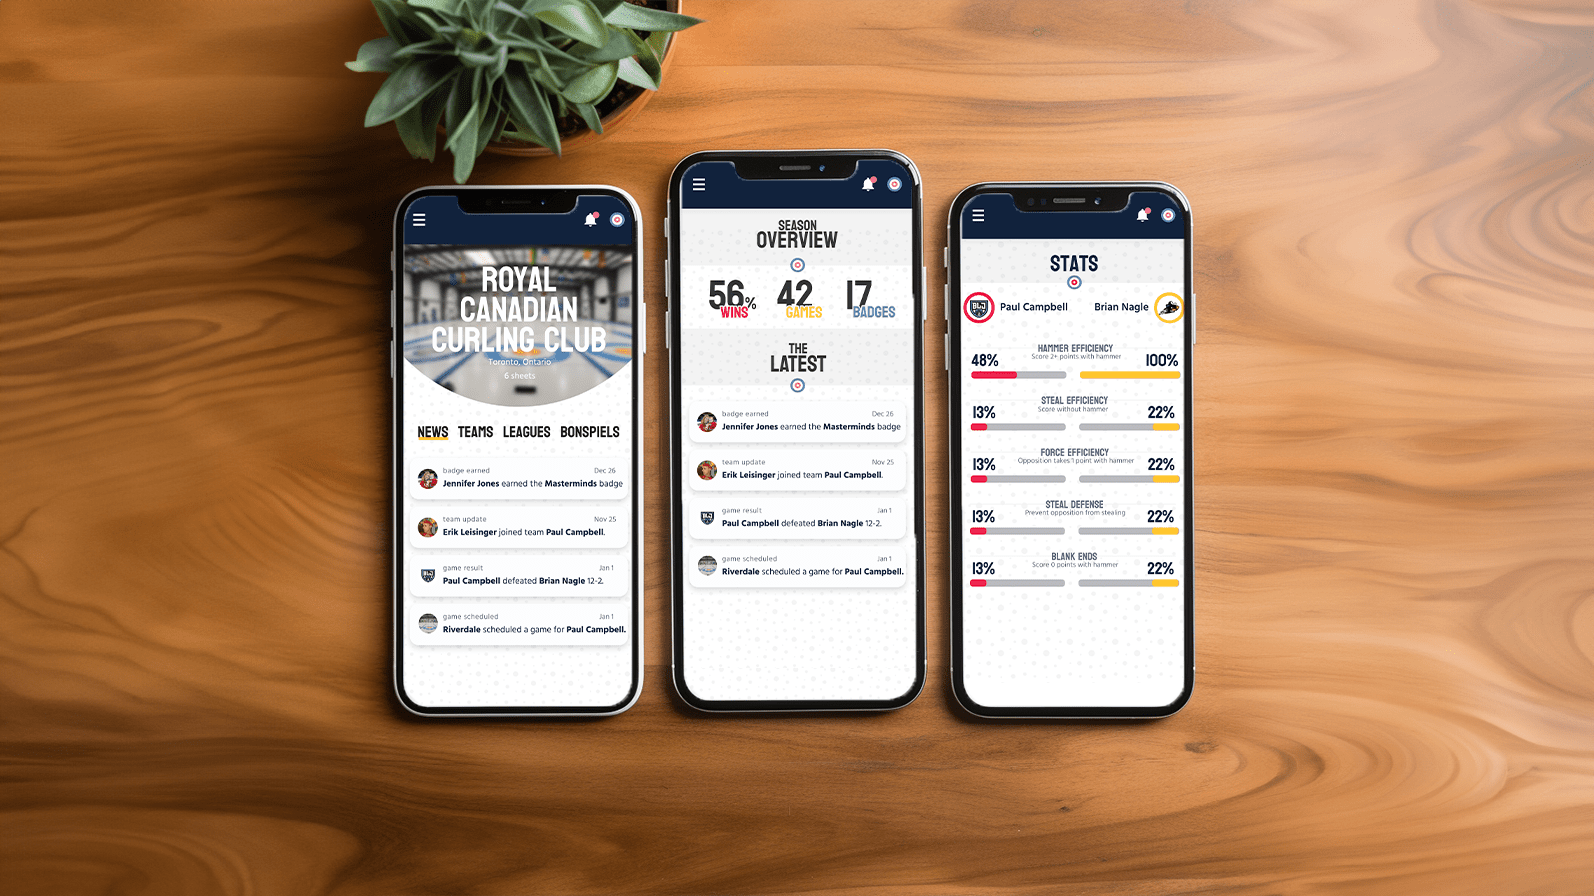 ROYAL
CANADIAN
CURLING CLUB
Toronto, Ontario
6 sheets
NEWS TEAMS LEAGUES BONSPIELS
badge earned Dec 26
Jennifer Jones earned the Masterminds badge
team update Nov 25
Erik Leisinger joined team Paul Campbell.
game result Jan 1
Paul Campbell defeated Brian Nagle 12-2.
game scheduled Jan 1
Riverdale scheduled a game for Paul Campbell.
SEASON
OVERVIEW
56% 42 17
WINS GAMES BADGES
THE
LATEST
badge earned Dec 26
Jennifer Jones earned the Masterminds badge
team update Nov 25
Erik Leisinger joined team Paul Campbell.
game result Jan 1
Paul Campbell defeated Brian Nagle 12-2.
game scheduled Jan 1
Riverdale scheduled a game for Paul Campbell.
STATS
Paul Campbell Brian Nagle
HAMMER EFFICIENCY
Score 2+ points with hammer
48% 100%
STEAL EFFICIENCY
Score without hammer
13% 22%
FORCE EFFICIENCY
Opposition takes 1 point with hammer
13% 22%
STEAL DEFENSE
Prevent opposition from stealing
13% 22%
BLANK ENDS
Score 0 points with hammer
13% 22%